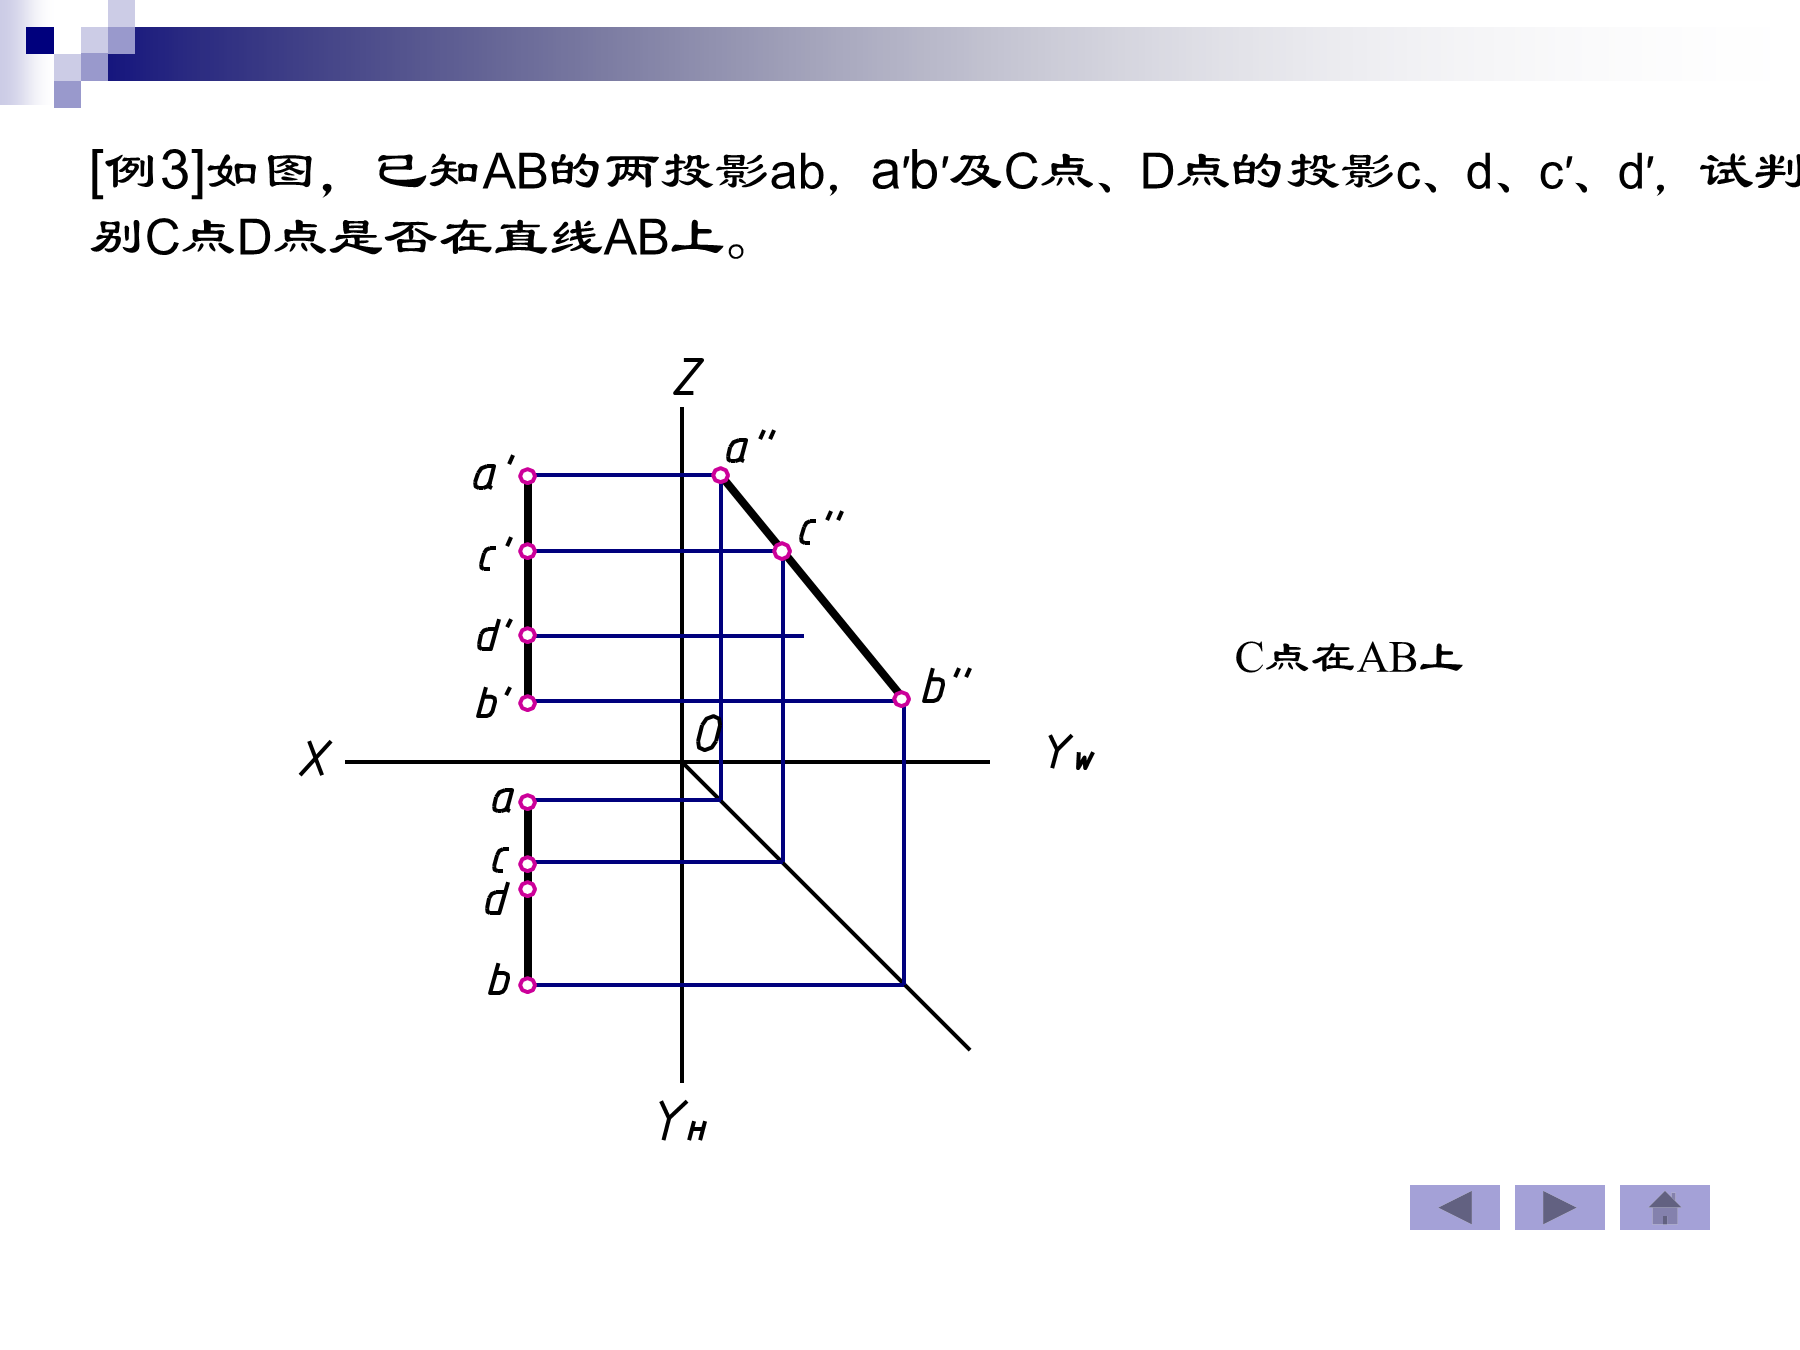 [例3]如图，已知AB的两投影ab，a′b′及C点、D点的投影c、d、c′、d′，试判
别C点D点是否在直线AB上。
Z
a′
a″
c′
c″
d′
b′
b″
C点在AB上
O
X
Yw
a
c
d
b
YH